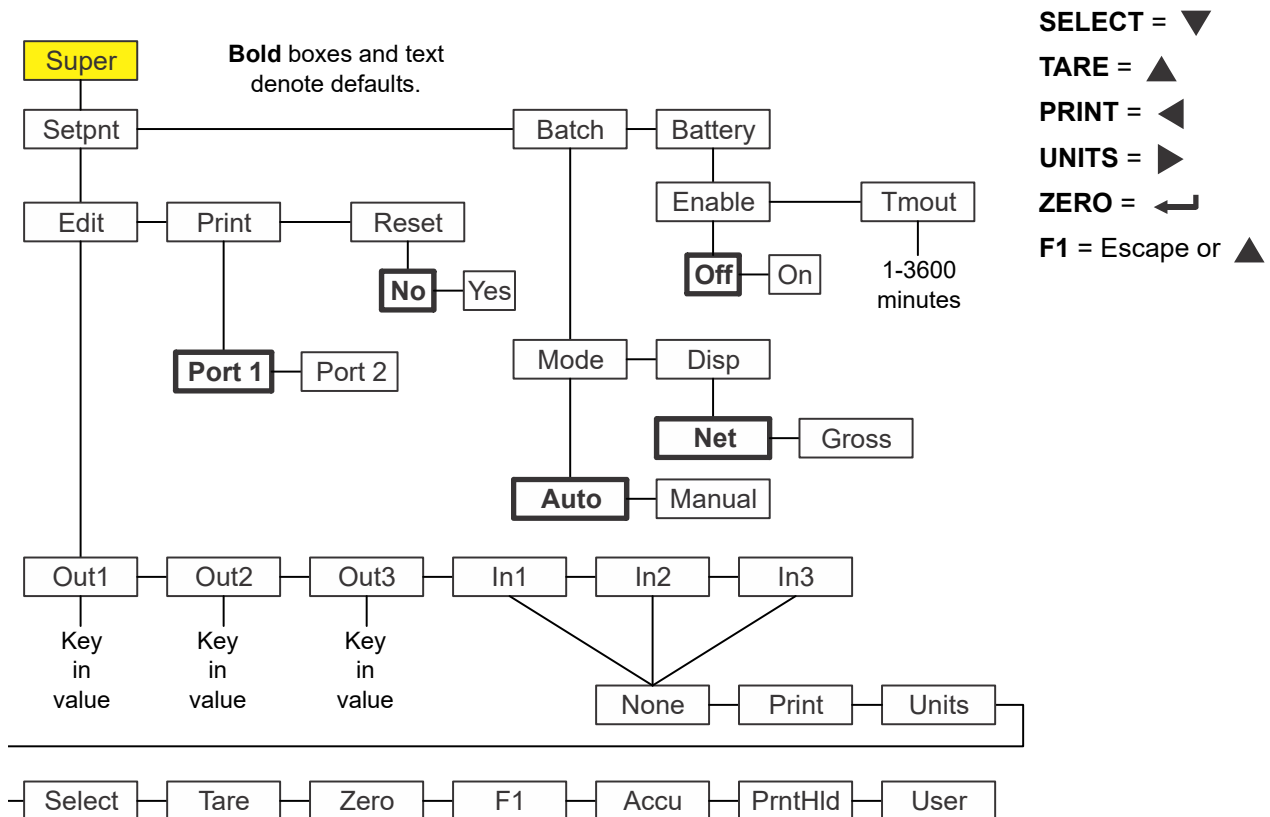 Super
Bold boxes and text
denote defaults.
SELECT =
TARE =
PRINT =
UNITS =
ZERO =
F1 = Escape or
Setpnt
Batch
Battery
Edit
Print
Reset
Enable
Tmout
No
Yes
Off
On
1-3600
minutes
Port 1
Port 2
Mode
Disp
Net
Gross
Auto
Manual
Out1
Out2
Out3
In1
In2
In3
Key
in
value
Key
in
value
Key
in
value
None
Print
Units
Select
Tare
Zero
F1
Accu
PrntHld
User